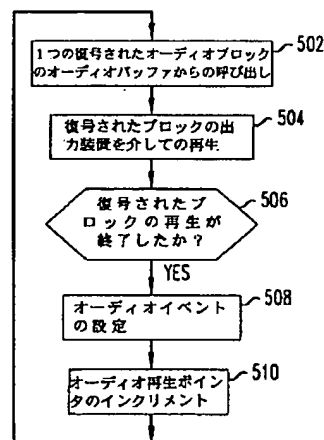 1つの復号されたオーディオブロック
のオーディオバッファからの呼び出し
502
復号されたブロックの出
力装置を介しての再生
504
復号されたブ
ロックの再生が
終了したか？
506
YES
オーディオイベント
の設定
508
オーディオ再生ポイン
タのインクリメント
510